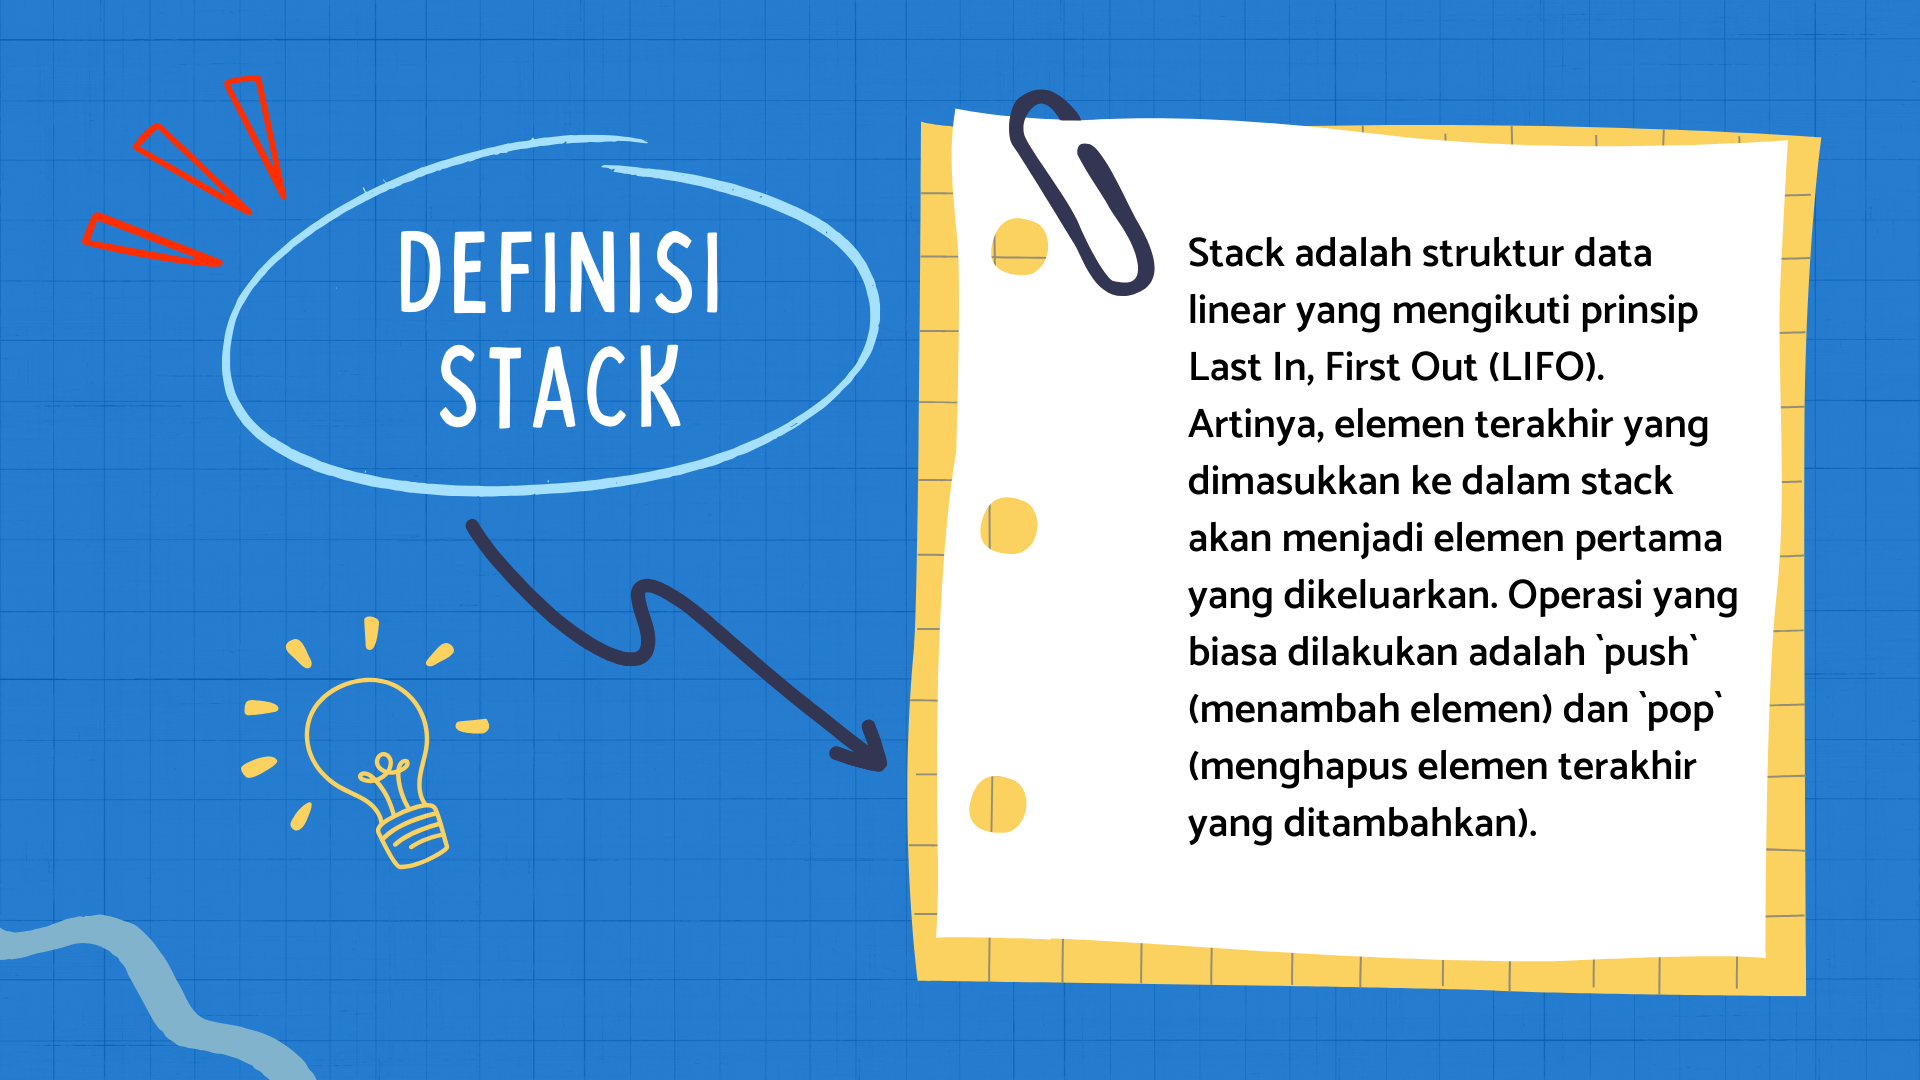 DEFINISI
STACK
Stack adalah struktur data
linear yang mengikuti prinsip
Last In, First Out (LIFO).
Artinya, elemen terakhir yang
dimasukkan ke dalam stack
akan menjadi elemen pertama
yang dikeluarkan. Operasi yang
biasa dilakukan adalah `push`
(menambah elemen) dan `pop`
(menghapus elemen terakhir
yang ditambahkan).